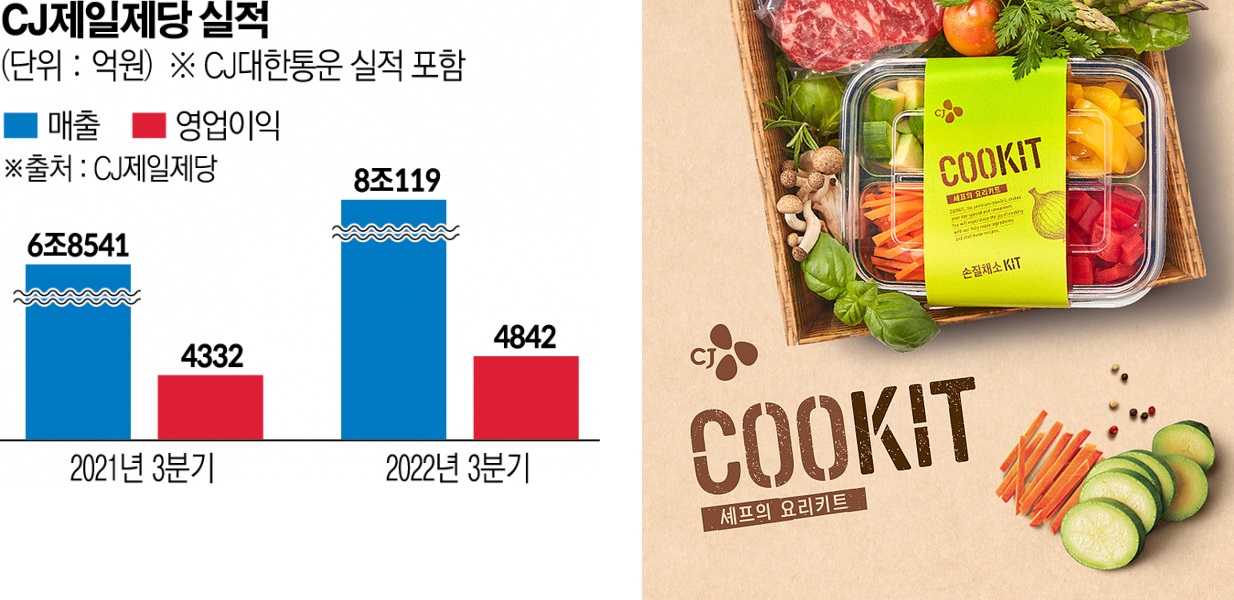 CJ제일제당 실적
(단위 : 억원) ※ CJ대한통운 실적 포함
매출 영업이익
※출처 : CJ제일제당
6조8541
4332
8조119
4842
2021년 3분기
2022년 3분기
CJ
COOKIT
셰프의 요리키트
손질채소 KIT
CJ
COOKIT
셰프의 요리키트